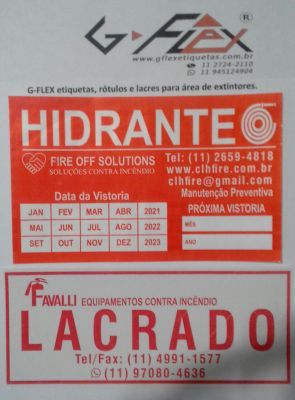 G-FLEX ®
www.gflexetiquetas.com.br
11 2724-2110
11 945124904
G-FLEX etiquetas, rótulos e lacres para área de extintores.
HIDRANTE
FIRE OFF SOLUTIONS
SOLUÇÕES CONTRA INCÊNDIO
Tel: (11) 2659-4818
www.clhfire.com.br
clhfire@gmail.com
Manutenção Preventiva
Data da Vistoria
PRÓXIMA VISTORIA
JAN FEV MAR ABR 2021
MAI JUN JUL AGO 2022
SET OUT NOV DEZ 2023
MÊS
ANO
FAVALLI EQUIPAMENTOS CONTRA INCÊNDIO
LACRADO
Tel/Fax: (11) 4991-1577
(11) 97080-4636